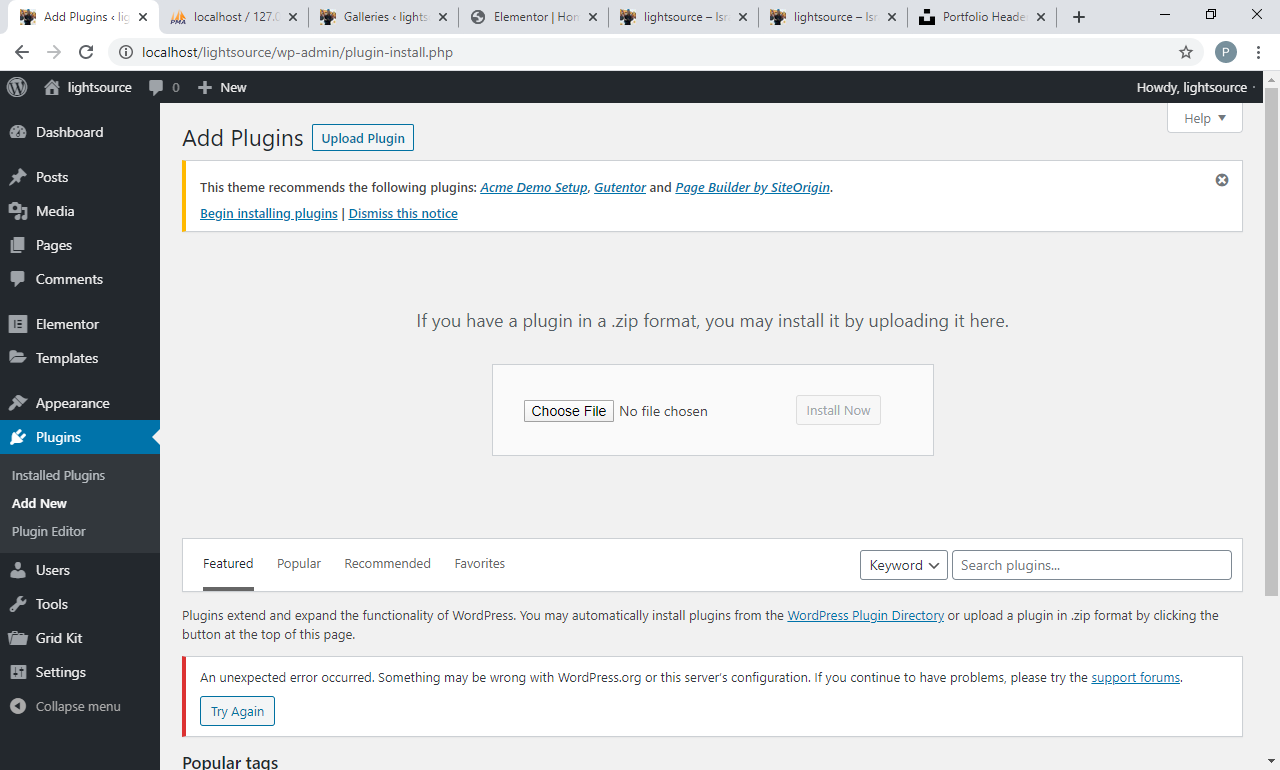 Add Plugins ‹ lig
localhost / 127.0
Galleries ‹ lights
Elementor | Hom
lightsource – Isr
lightsource – Isr
Portfolio Heade
localhost/lightsource/wp-admin/plugin-install.php
P
lightsource
0
New
Howdy, lightsource
Dashboard
Posts
Media
Pages
Comments
Elementor
Templates
Appearance
Plugins
Installed Plugins
Add New
Plugin Editor
Users
Tools
Grid Kit
Settings
Collapse menu
Help
Add Plugins
Upload Plugin
This theme recommends the following plugins: Acme Demo Setup, Gutentor and Page Builder by SiteOrigin.
Begin installing plugins | Dismiss this notice
If you have a plugin in a .zip format, you may install it by uploading it here.
Choose File No file chosen
Install Now
Featured
Popular
Recommended
Favorites
Keyword
Search plugins...
Plugins extend and expand the functionality of WordPress. You may automatically install plugins from the WordPress Plugin Directory or upload a plugin in .zip format by clicking the
button at the top of this page.
An unexpected error occurred. Something may be wrong with WordPress.org or this server’s configuration. If you continue to have problems, please try the support forums.
Try Again
Popular tags